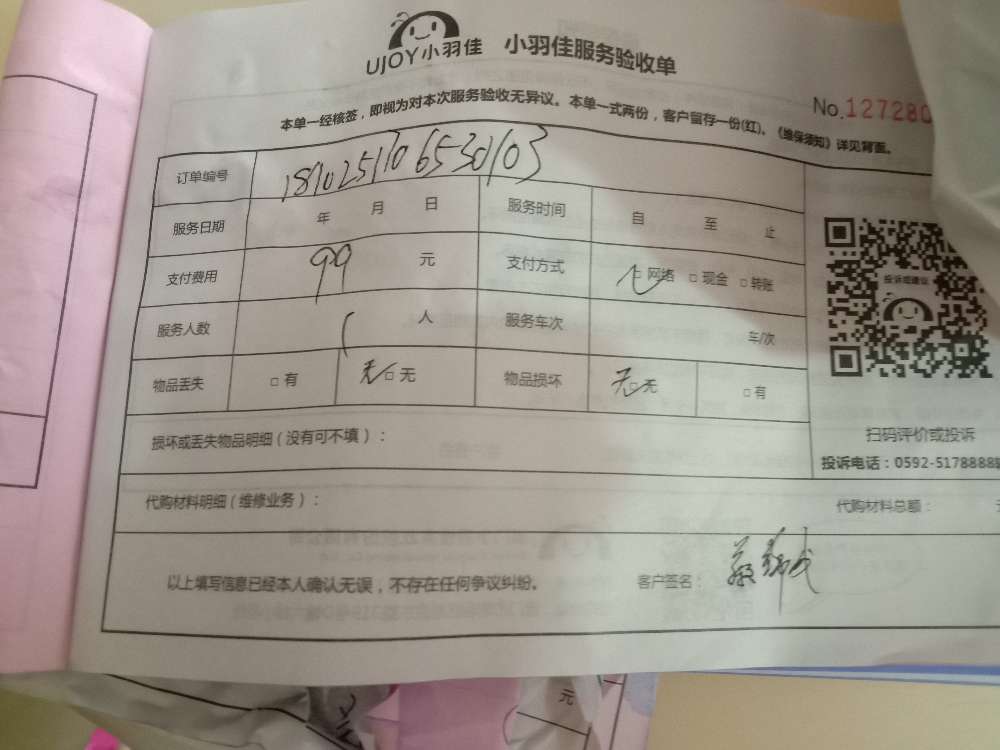 UJOY小羽佳 小羽佳服务验收单
No.127280
本单一经核签，即视为对本次服务验收无异议。本单一式两份，客户留存一份(红)。《维保须知》详见背面。
订单编号
服务日期 年 月 日 服务时间 自 至 止
支付费用 99 元 支付方式 □网络 □现金 □转账
服务人数 1 人 服务车次 车/次
物品丢失 □有 无 □无 物品损坏 无 □无 □有
投诉或建议
扫码评价或投诉
投诉电话：0592-5178888
损坏或丢失物品明细（没有可不填）：
代购材料明细（维修业务）： 代购材料总额：
以上填写信息已经本人确认无误，不存在任何争议纠纷。 客户签名：
元